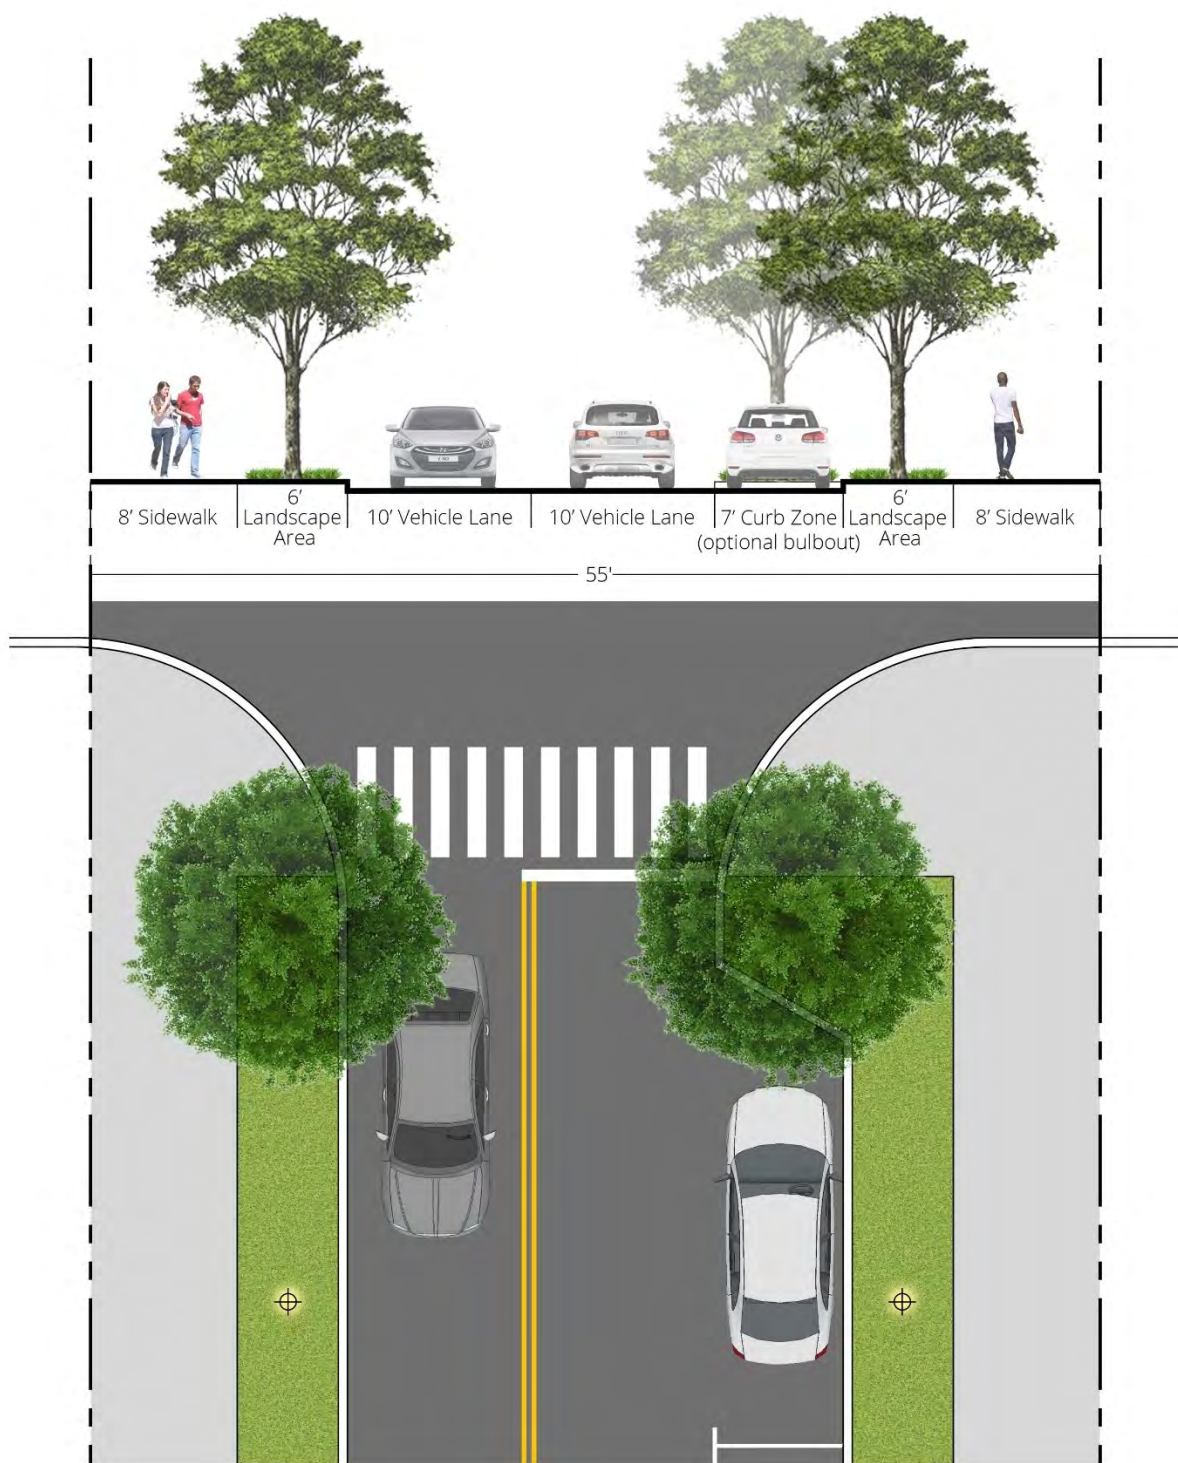 8’ Sidewalk
6’
Landscape
Area
10’ Vehicle Lane
10’ Vehicle Lane
7’ Curb Zone
(optional bulbout)
6’
Landscape
Area
8’ Sidewalk
55'